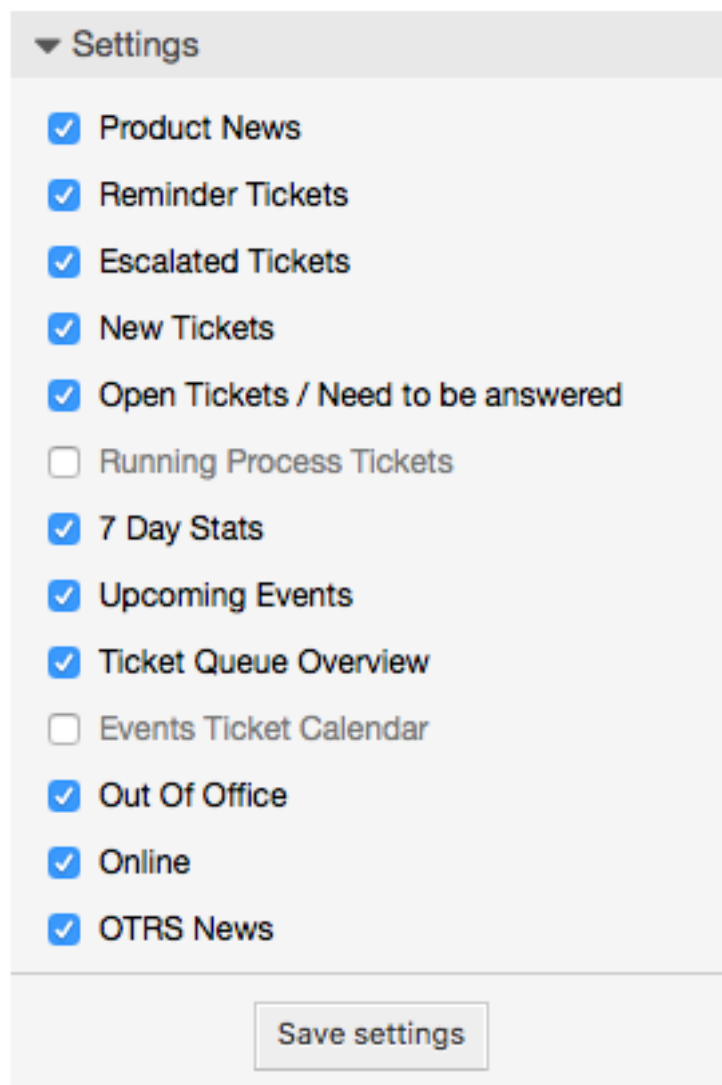 Settings
Product News
Reminder Tickets
Escalated Tickets
New Tickets
Open Tickets / Need to be answered
Running Process Tickets
7 Day Stats
Upcoming Events
Ticket Queue Overview
Events Ticket Calendar
Out Of Office
Online
OTRS News
Save settings